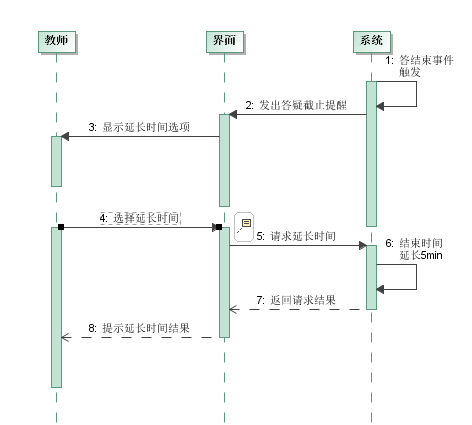 教师
界面
系统
1: 答结束事件
触发
2: 发出答疑截止提醒
3: 显示延长时间选项
4: 选择延长时间
5: 请求延长时间
6: 结束时间
延长5min
7: 返回请求结果
8: 提示延长时间结果